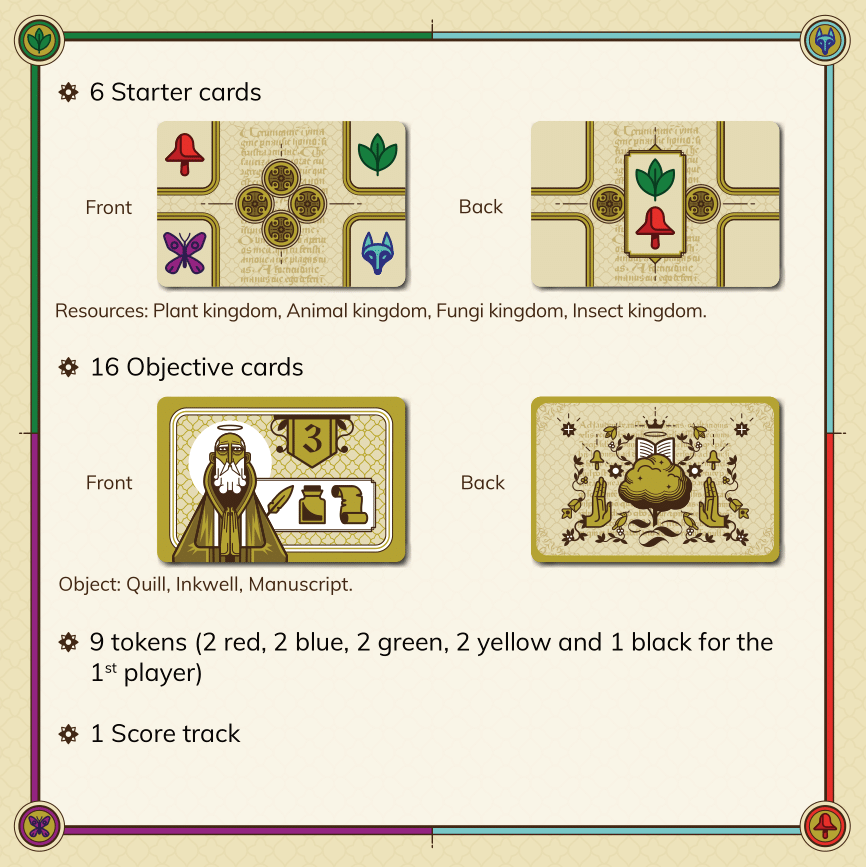 6 Starter cards
Front
Back
Resources: Plant kingdom, Animal kingdom, Fungi kingdom, Insect kingdom.
16 Objective cards
3
Front
Back
Object: Quill, Inkwell, Manuscript.
9 tokens (2 red, 2 blue, 2 green, 2 yellow and 1 black for the
1st player)
1 Score track